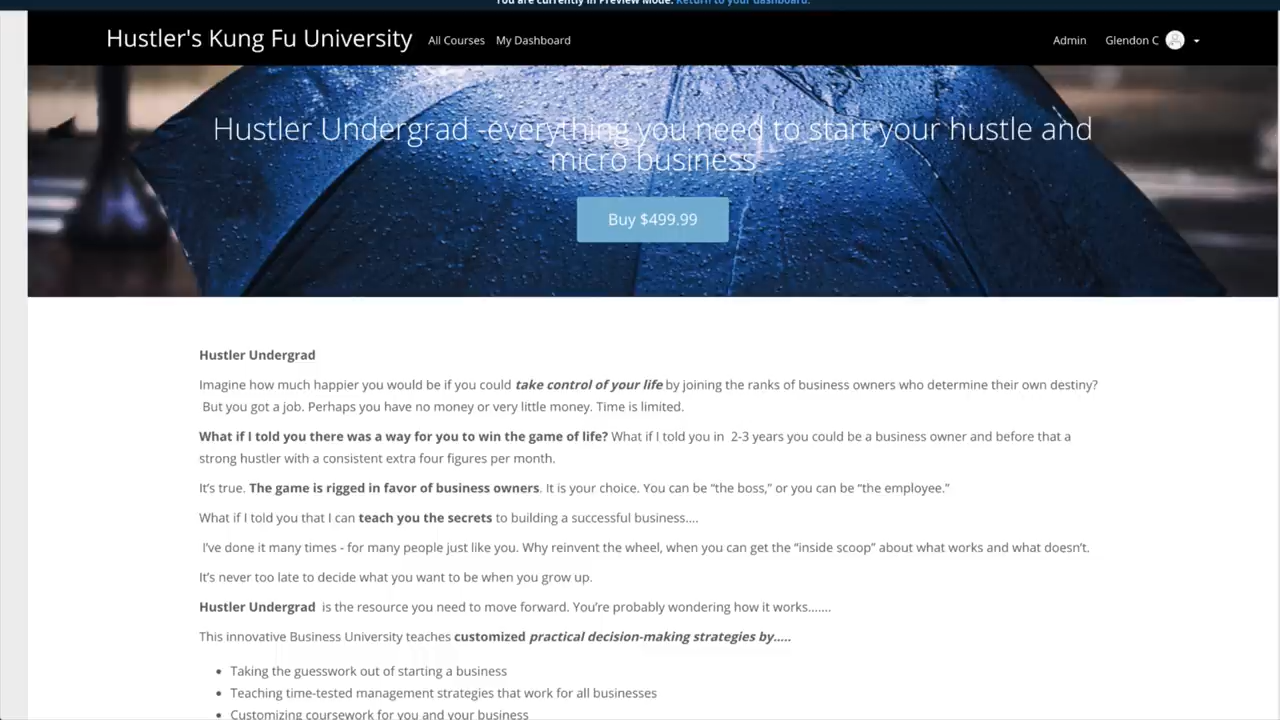 You are currently in Preview Mode. Return to your dashboard.
Hustler's Kung Fu University All Courses My Dashboard Admin Glendon C
Hustler Undergrad -everything you need to start your hustle and
micro business
Buy $499.99
Hustler Undergrad
Imagine how much happier you would be if you could take control of your life by joining the ranks of business owners who determine their own destiny?
But you got a job. Perhaps you have no money or very little money. Time is limited.
What if I told you there was a way for you to win the game of life? What if I told you in 2-3 years you could be a business owner and before that a
strong hustler with a consistent extra four figures per month.
It’s true. The game is rigged in favor of business owners. It is your choice. You can be “the boss,” or you can be “the employee.”
What if I told you that I can teach you the secrets to building a successful business....
I’ve done it many times - for many people just like you. Why reinvent the wheel, when you can get the “inside scoop” about what works and what doesn’t.
It’s never too late to decide what you want to be when you grow up.
Hustler Undergrad is the resource you need to move forward. You’re probably wondering how it works.......
This innovative Business University teaches customized practical decision-making strategies by.....
• Taking the guesswork out of starting a business
• Teaching time-tested management strategies that work for all businesses
• Customizing coursework for you and your business